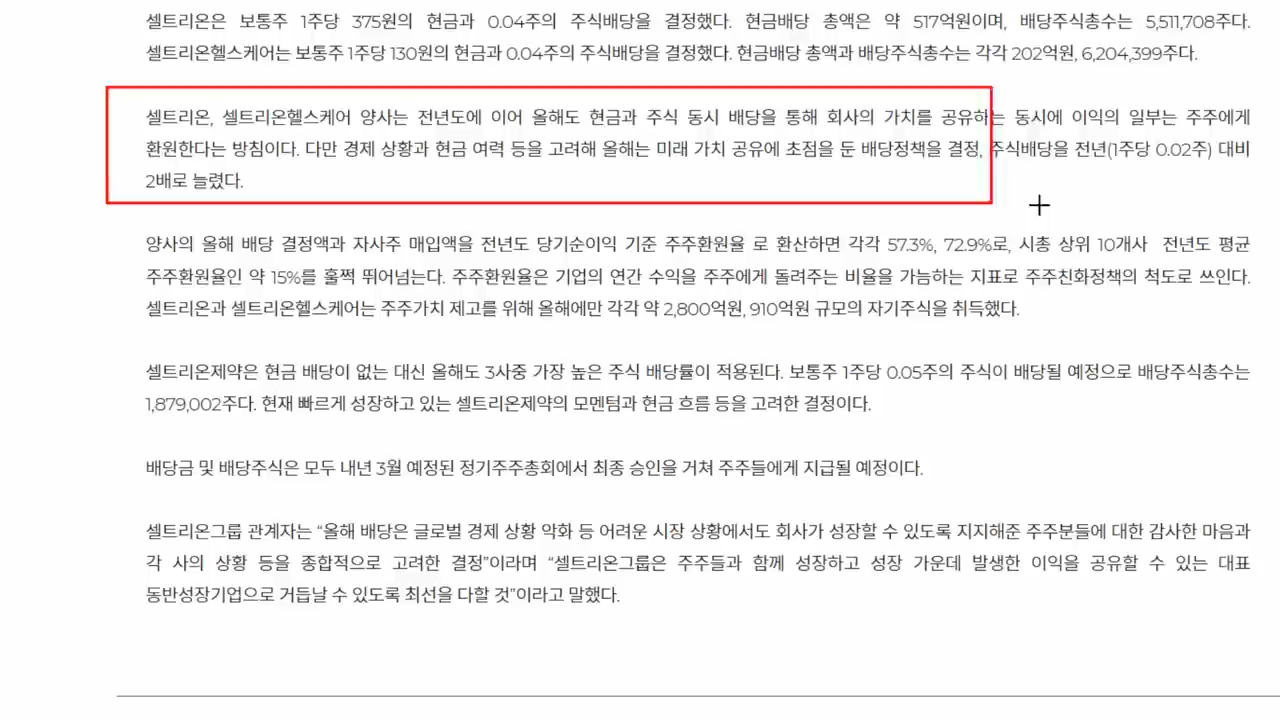 셀트리온은 보통주 1주당 375원의 현금과 0.04주의 주식배당을 결정했다. 현금배당 총액은 약 517억원이며, 배당주식총수는 5,511,708주다.
셀트리온헬스케어는 보통주 1주당 130원의 현금과 0.04주의 주식배당을 결정했다. 현금배당 총액과 배당주식총수는 각각 202억원, 6,204,399주다.
셀트리온, 셀트리온헬스케어 양사는 전년도에 이어 올해도 현금과 주식 동시 배당을 통해 회사의 가치를 공유하는 동시에 이익의 일부는 주주에게
환원한다는 방침이다. 다만 경제 상황과 현금 여력 등을 고려해 올해는 미래 가치 공유에 초점을 둔 배당정책을 결정, 주식배당을 전년(1주당 0.02주) 대비
2배로 늘렸다.
양사의 올해 배당 결정액과 자사주 매입액을 전년도 당기순이익 기준 주주환원율 로 환산하면 각각 57.3%, 72.9%로, 시총 상위 10개사 전년도 평균
주주환원율인 약 15%를 훌쩍 뛰어넘는다. 주주환원율은 기업의 연간 수익을 주주에게 돌려주는 비율을 가늠하는 지표로 주주친화정책의 척도로 쓰인다.
셀트리온과 셀트리온헬스케어는 주주가치 제고를 위해 올해에만 각각 약 2,800억원, 910억원 규모의 자기주식을 취득했다.
셀트리온제약은 현금 배당이 없는 대신 올해도 3사중 가장 높은 주식 배당률이 적용된다. 보통주 1주당 0.05주의 주식이 배당될 예정으로 배당주식총수는
1,879,002주다. 현재 빠르게 성장하고 있는 셀트리온제약의 모멘텀과 현금 흐름 등을 고려한 결정이다.
배당금 및 배당주식은 모두 내년 3월 예정된 정기주주총회에서 최종 승인을 거쳐 주주들에게 지급될 예정이다.
셀트리온그룹 관계자는 “올해 배당은 글로벌 경제 상황 악화 등 어려운 시장 상황에서도 회사가 성장할 수 있도록 지지해준 주주분들에 대한 감사한 마음과
각 사의 상황 등을 종합적으로 고려한 결정”이라며 “셀트리온그룹은 주주들과 함께 성장하고 성장 가운데 발생한 이익을 공유할 수 있는 대표
동반성장기업으로 거듭날 수 있도록 최선을 다할 것”이라고 말했다.